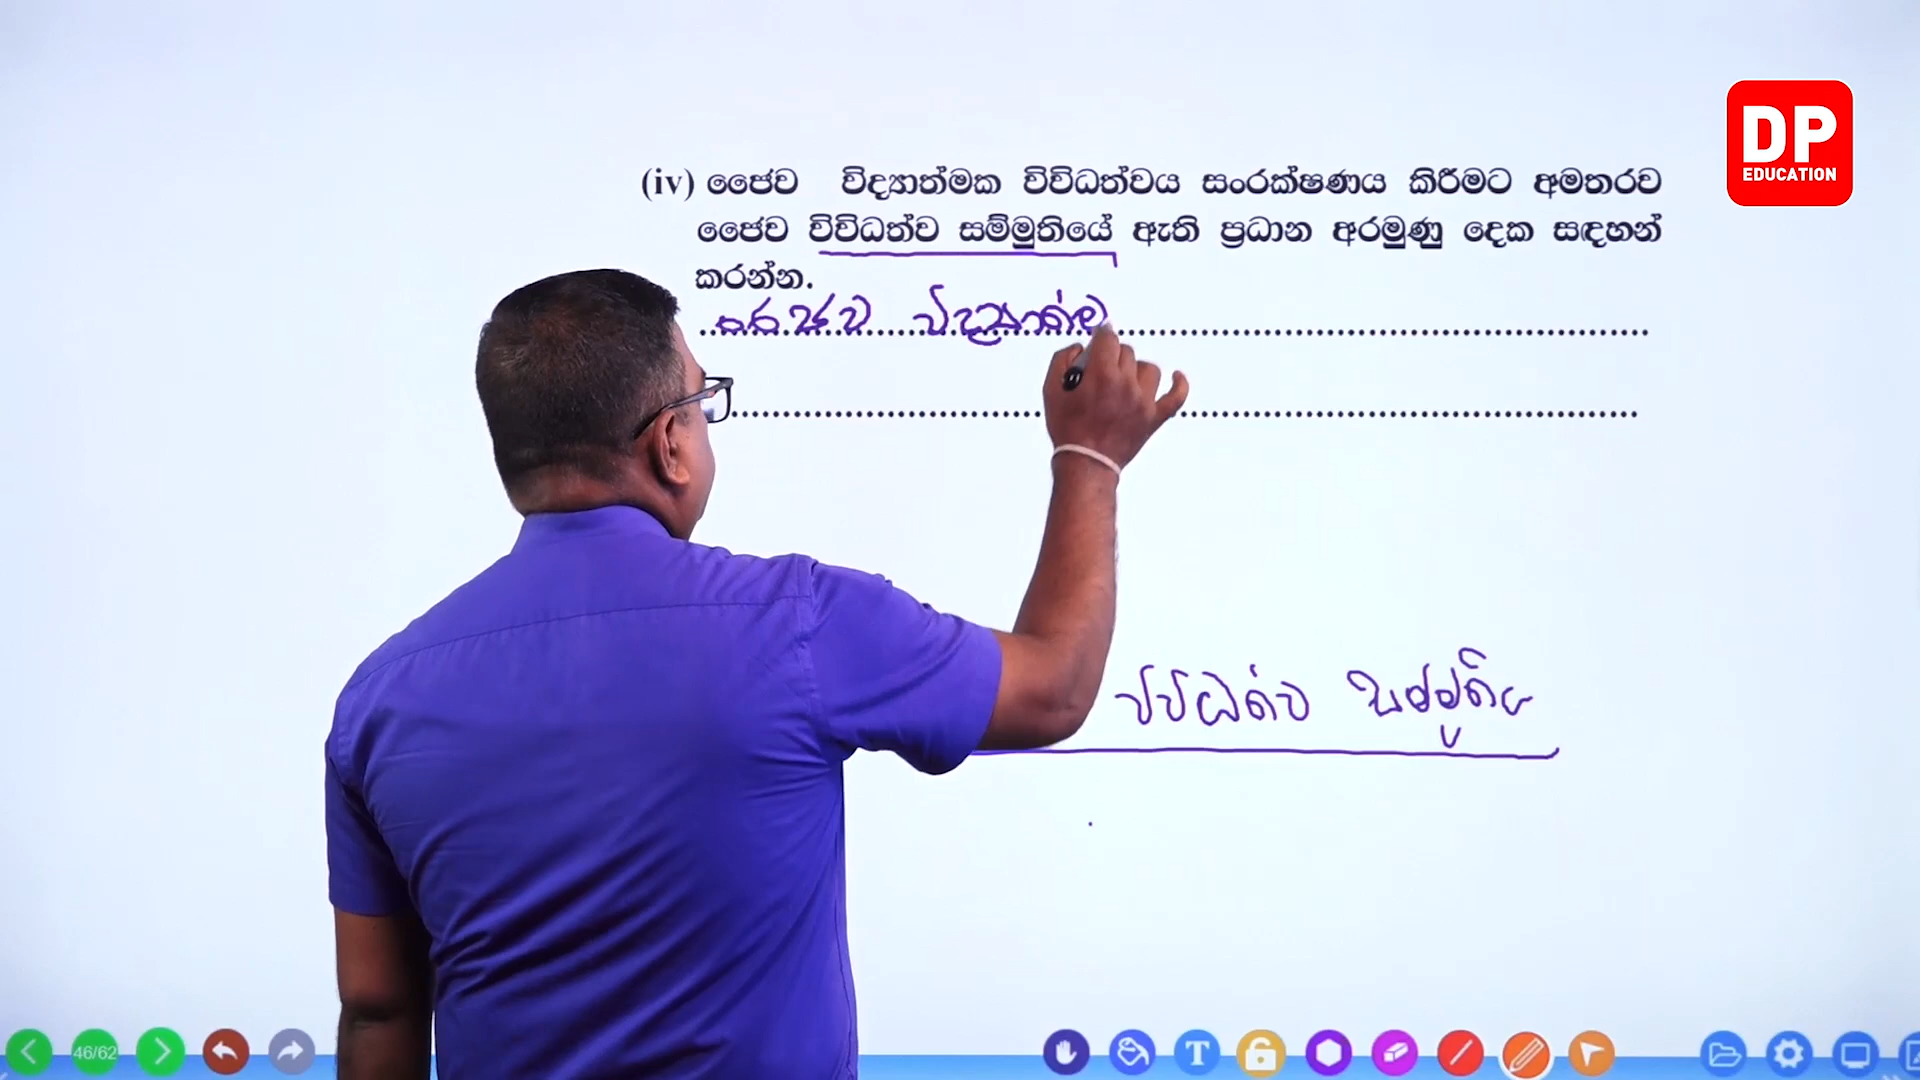 DP
EDUCATION
(iv) ජෛව විද්‍යාත්මක විවිධත්වය සංරක්ෂණය කිරීමට අමතරව
ජෛව විවිධත්ව සම්මුතියේ ඇති ප්‍රධාන අරමුණු දෙක සඳහන්
කරන්න.
ජෛව විද්‍යාත්ම
විවිධත්ව සම්මුතිය
46/62
T